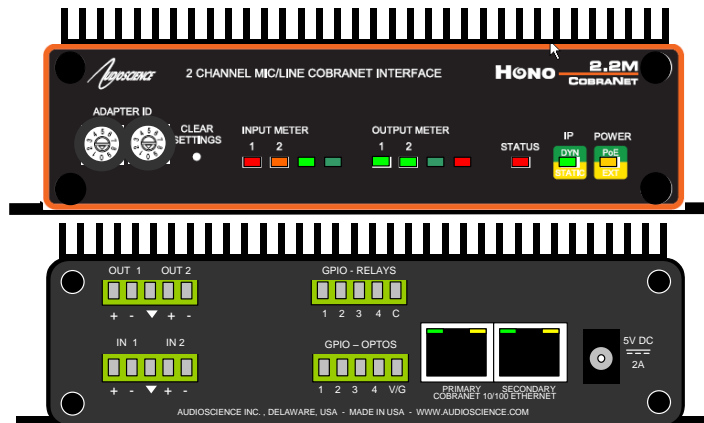 AUDIOSCIENCE 2 CHANNEL MIC/LINE COBRANET INTERFACE HONO 2.2M
COBRANET
ADAPTER ID
CLEAR
SETTINGS
INPUT METER
1 2
OUTPUT METER
1 2
STATUS
IP
DYN
STATIC
POWER
PoE
EXT
OUT 1 OUT 2
+ - ▼ + -
GPIO - RELAYS
1 2 3 4 C
IN 1 IN 2
+ - ▼ + -
GPIO – OPTOS
1 2 3 4 V/G
PRIMARY SECONDARY
COBRANET 10/100 ETHERNET
5V DC
2A
AUDIOSCIENCE INC. , DELAWARE, USA - MADE IN USA - WWW.AUDIOSCIENCE.COM